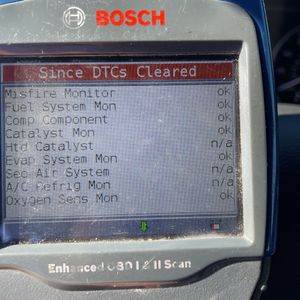 BOSCH
Since DTCs Cleared
Misfire Monitor ok
Fuel System Mon ok
Comp Component ok
Catalyst Mon ok
Htd Catalyst n/a
Evap System Mon ok
Sec Air System n/a
A/C Refrig Mon n/a
Oxygen Sens Mon ok
Enhanced OBD I & II Scan